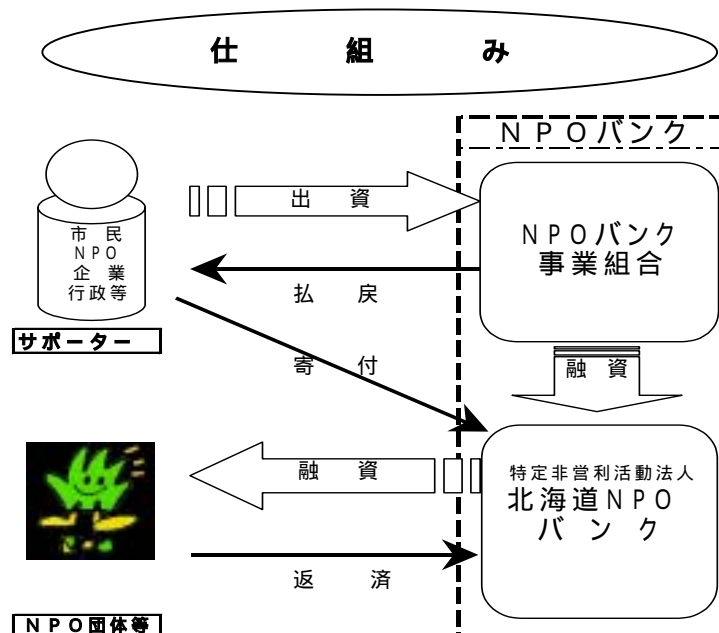 仕　組　み
NPOバンク
市　民
NPO
企　業
行政等
サポーター
出　資
払　戻
寄　付
NPOバンク
事業組合
融　資
融　資
返　済
特定非営利活動法人
北海道NPO
バ　ン　ク
NPO団体等